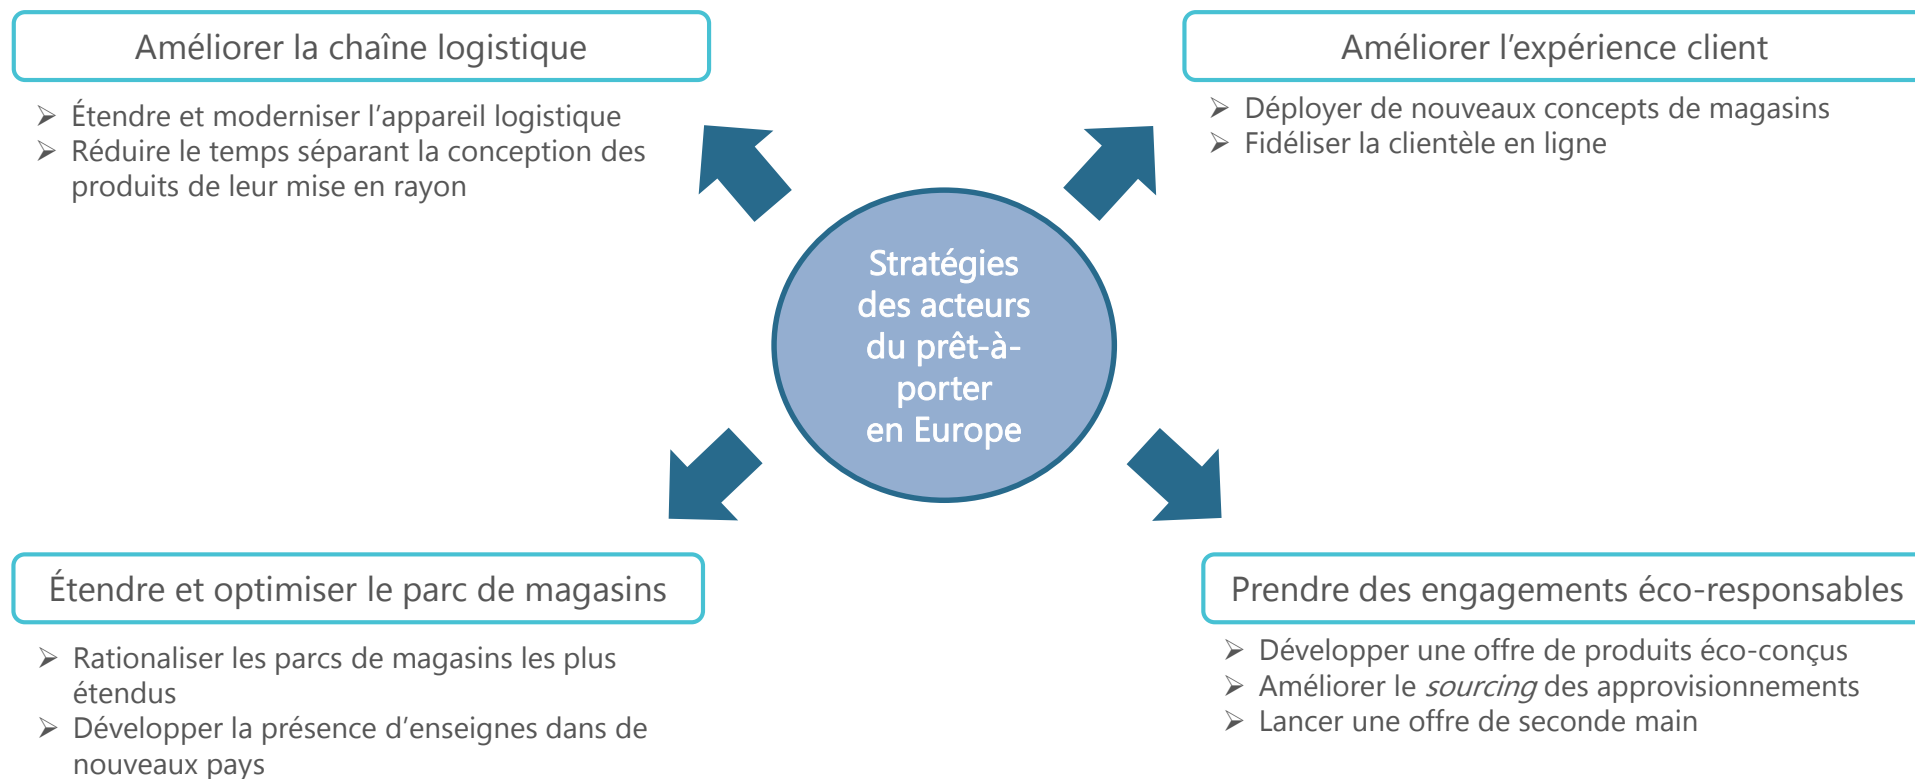 Améliorer la chaîne logistique
➢ Étendre et moderniser l’appareil logistique
➢ Réduire le temps séparant la conception des
produits de leur mise en rayon
Améliorer l’expérience client
➢ Déployer de nouveaux concepts de magasins
➢ Fidéliser la clientèle en ligne
Stratégies
des acteurs
du prêt-à-
porter
en Europe
Étendre et optimiser le parc de magasins
➢ Rationaliser les parcs de magasins les plus
étendus
➢ Développer la présence d’enseignes dans de
nouveaux pays
Prendre des engagements éco-responsables
➢ Développer une offre de produits éco-conçus
➢ Améliorer le sourcing des approvisionnements
➢ Lancer une offre de seconde main